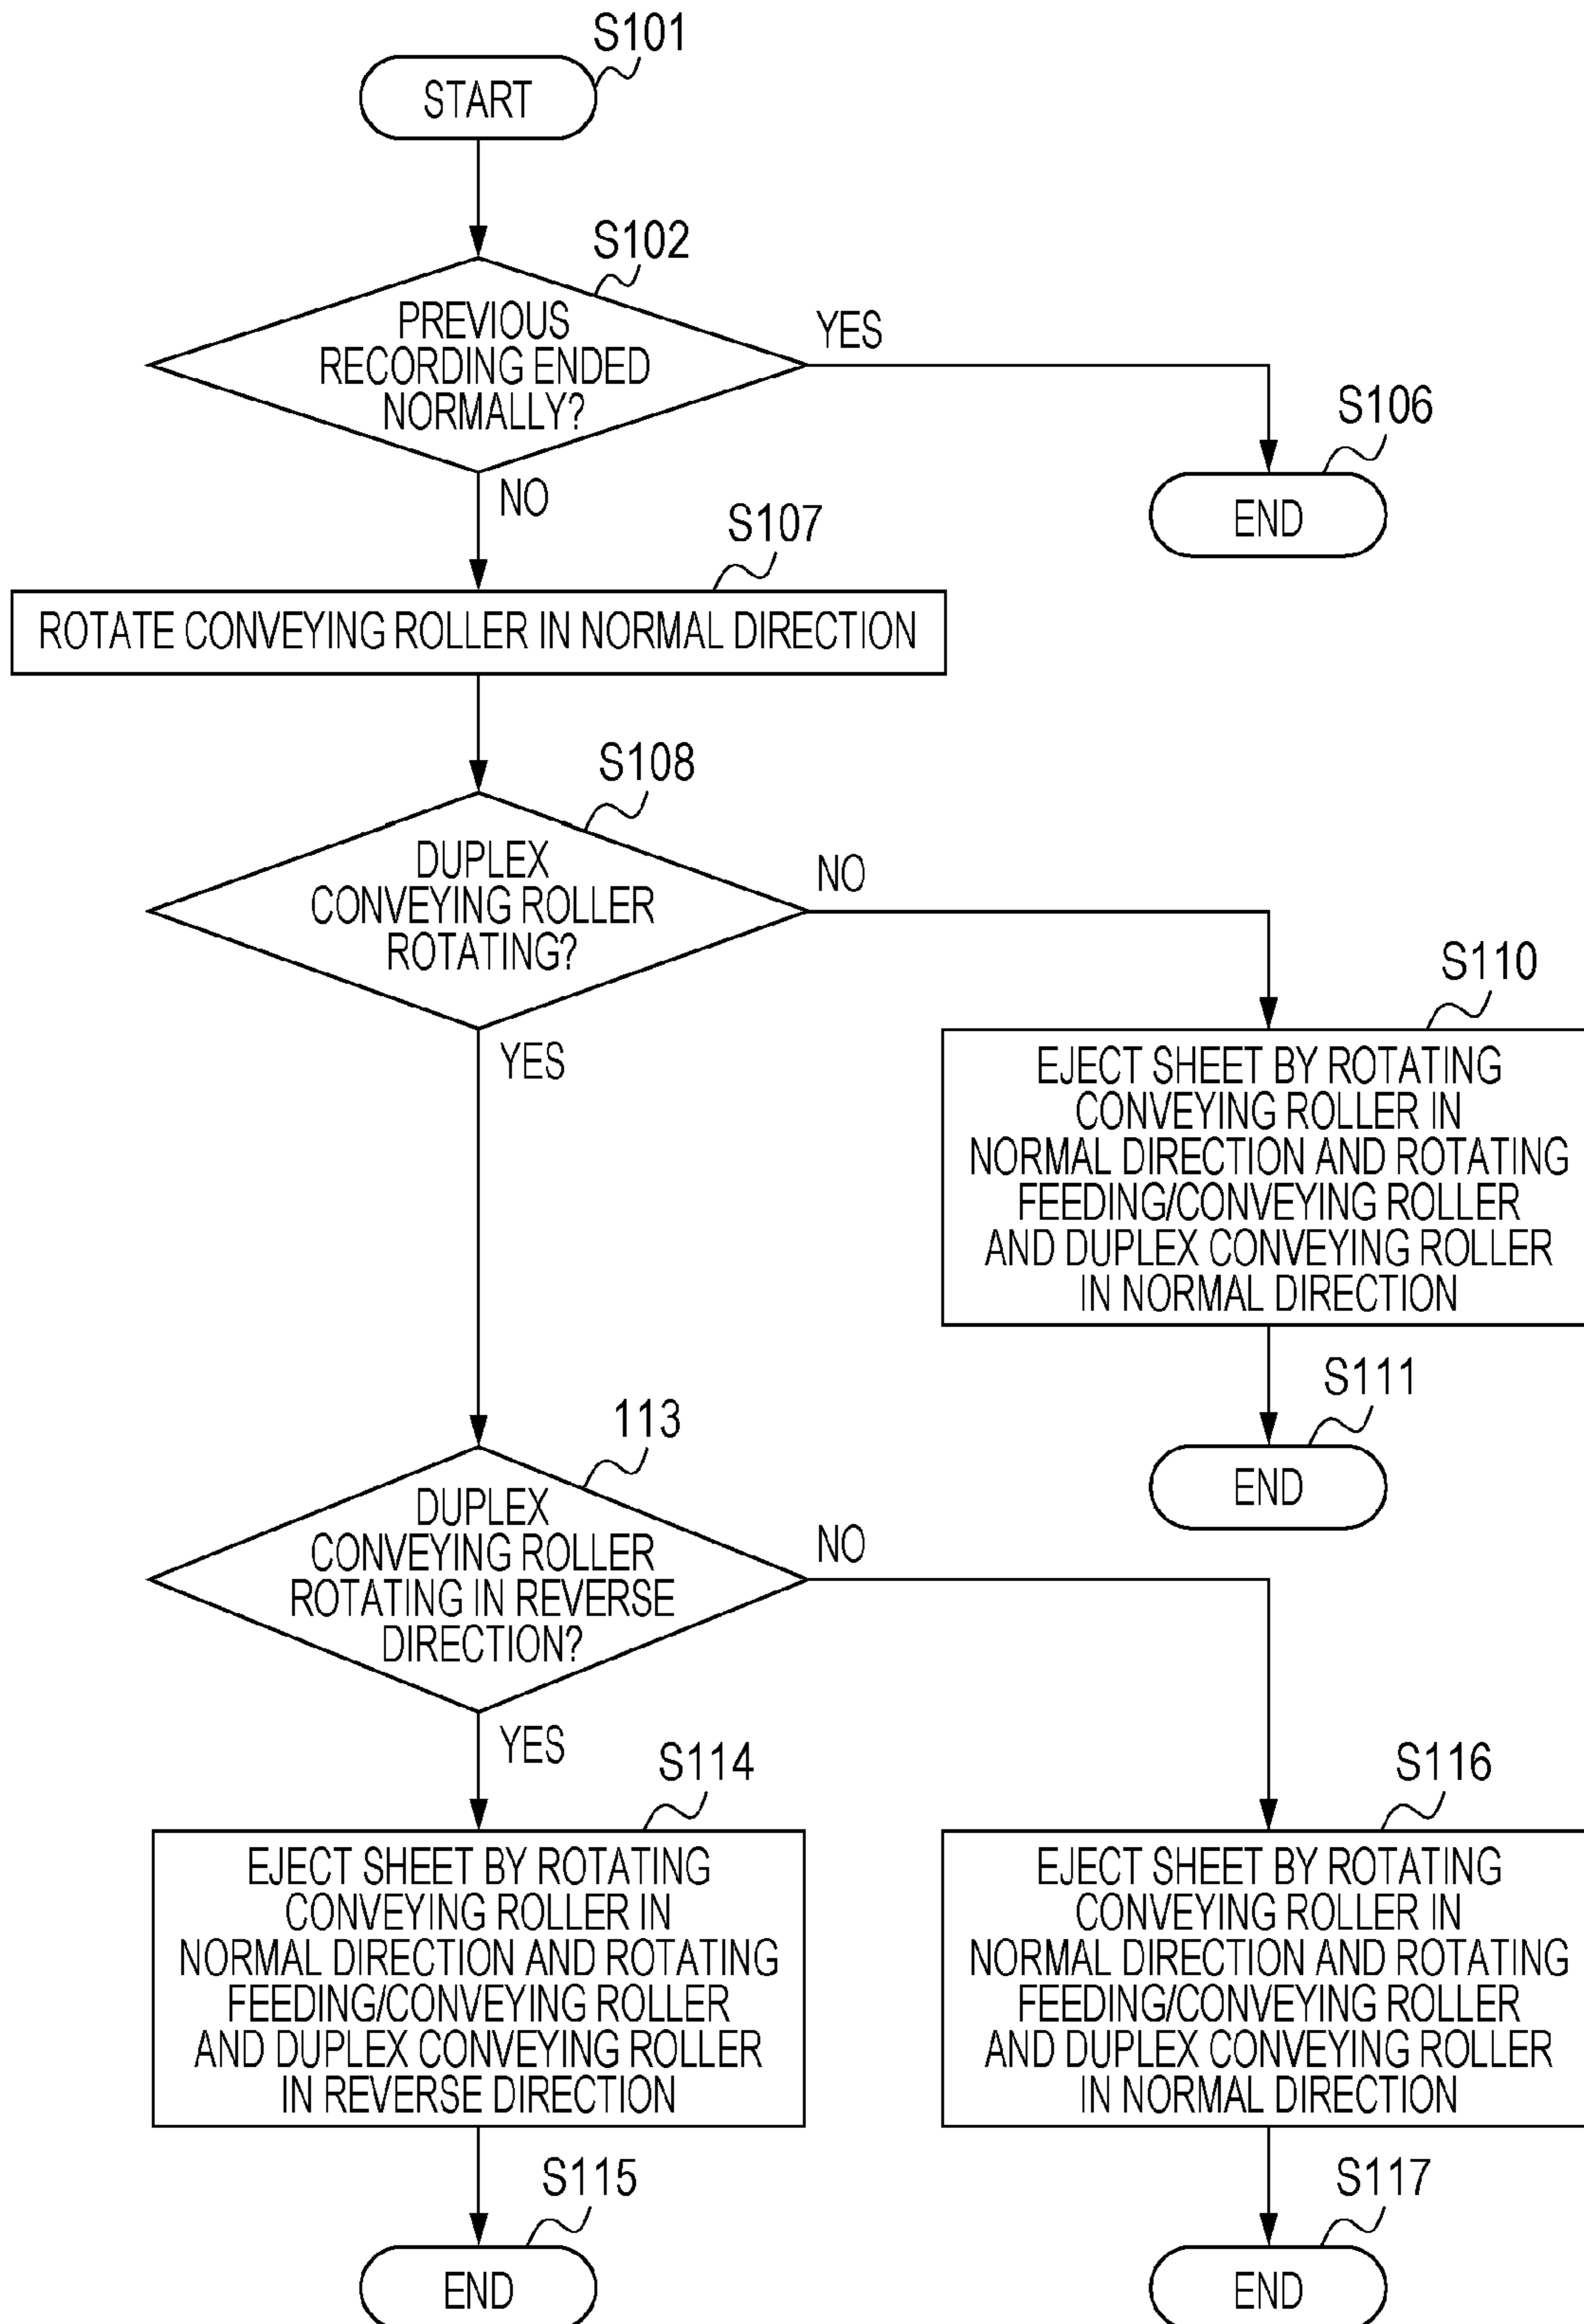 S101
START
S102
PREVIOUS
RECORDING ENDED
NORMALLY?
YES
S106
END
NO
S107
ROTATE CONVEYING ROLLER IN NORMAL DIRECTION
S108
DUPLEX
CONVEYING ROLLER
ROTATING?
NO
S110
EJECT SHEET BY ROTATING
CONVEYING ROLLER IN
NORMAL DIRECTION AND ROTATING
FEEDING/CONVEYING ROLLER
AND DUPLEX CONVEYING ROLLER
IN NORMAL DIRECTION
S111
END
YES
113
DUPLEX
CONVEYING ROLLER
ROTATING IN REVERSE
DIRECTION?
NO
YES
S114
EJECT SHEET BY ROTATING
CONVEYING ROLLER IN
NORMAL DIRECTION AND ROTATING
FEEDING/CONVEYING ROLLER
AND DUPLEX CONVEYING ROLLER
IN REVERSE DIRECTION
S115
END
S116
EJECT SHEET BY ROTATING
CONVEYING ROLLER IN
NORMAL DIRECTION AND ROTATING
FEEDING/CONVEYING ROLLER
AND DUPLEX CONVEYING ROLLER
IN NORMAL DIRECTION
S117
END